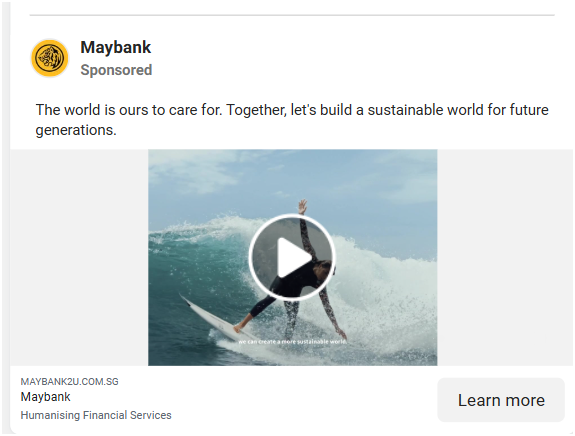 Maybank
Sponsored
The world is ours to care for. Together, let's build a sustainable world for future
generations.
we can create a more sustainable world.
MAYBANK2U.COM.SG
Maybank
Humanising Financial Services
Learn more